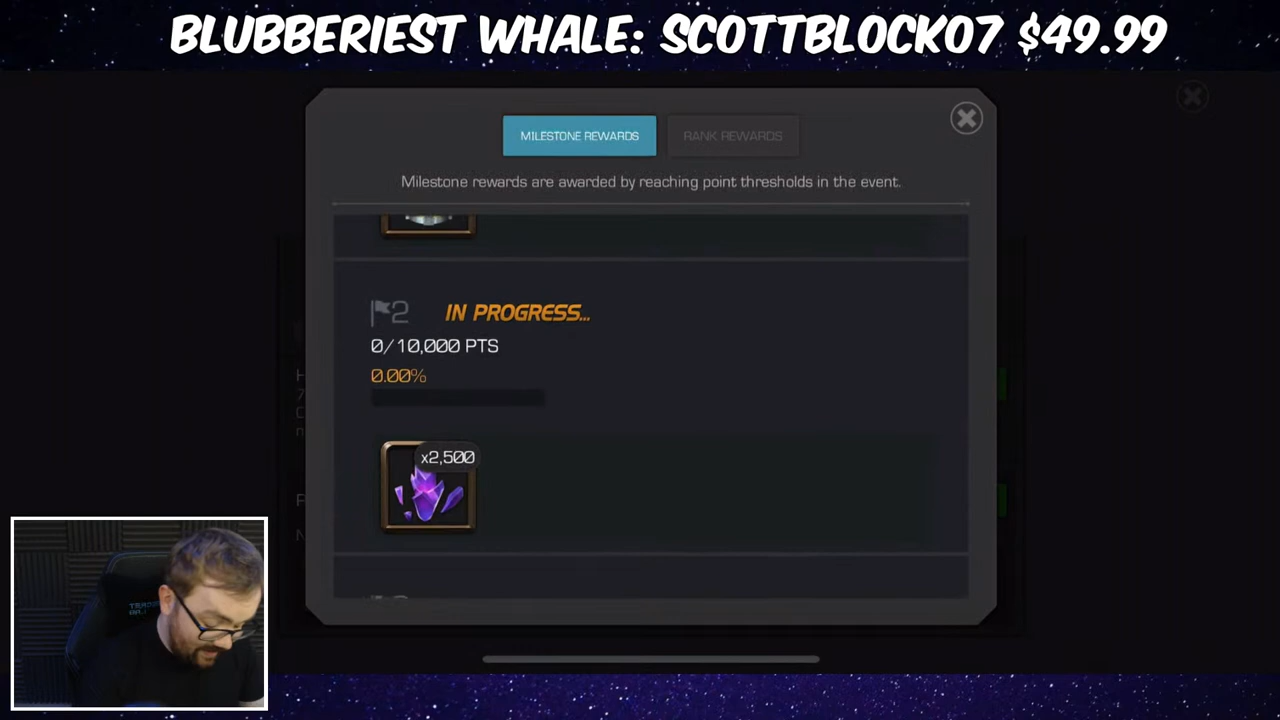 BLUBBERIEST WHALE: SCOTTBLOCK07 $49.99
MILESTONE REWARDS
RANK REWARDS
Milestone rewards are awarded by reaching point thresholds in the event.
2
IN PROGRESS...
0/10,000 PTS
0.00%
x2,500